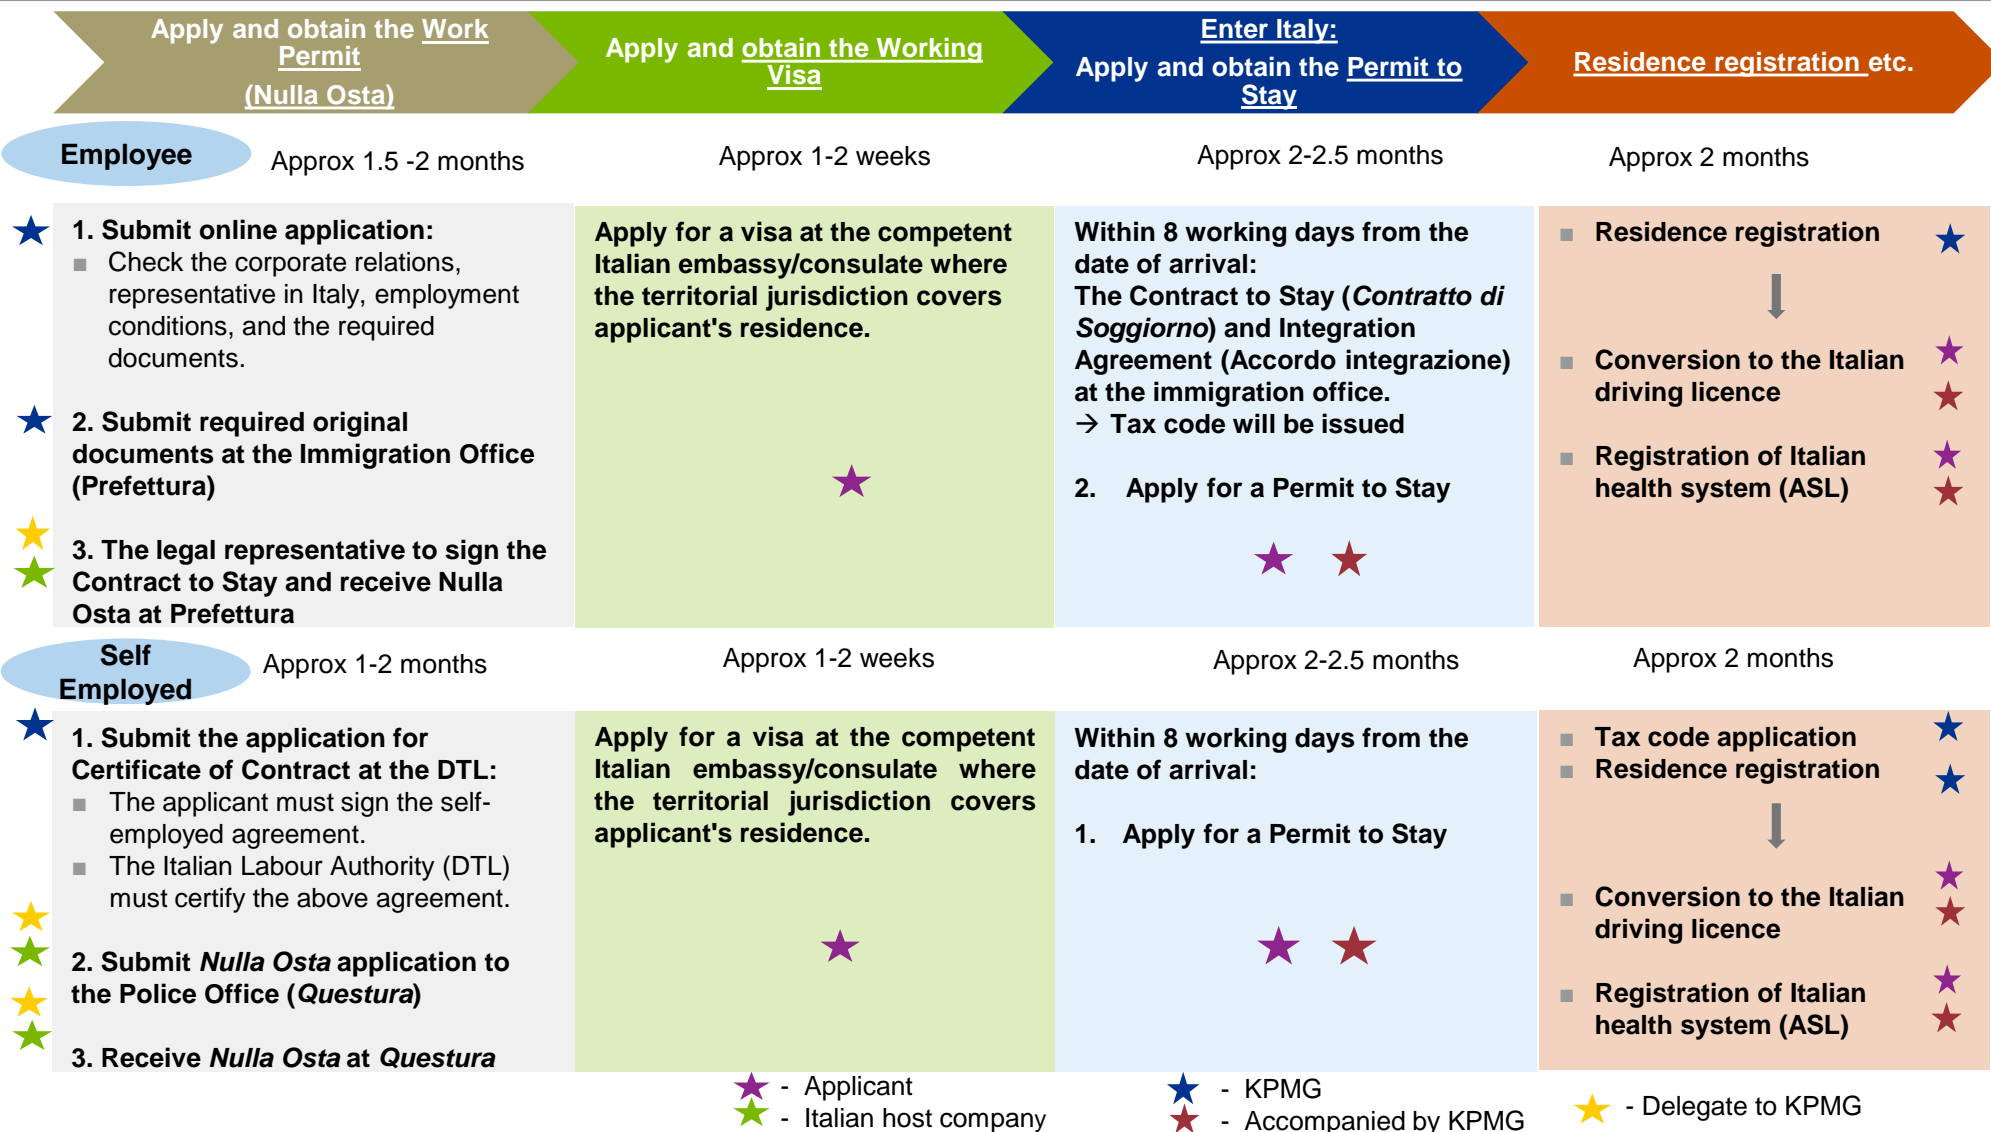 Apply and obtain the Work
Permit
(Nulla Osta)
Apply and obtain the Working
Visa
Enter Italy:
Apply and obtain the Permit to
Stay
Residence registration etc.
Employee
Approx 1.5 -2 months
Approx 1-2 weeks
Approx 2-2.5 months
Approx 2 months
1. Submit online application:
■ Check the corporate relations,
representative in Italy, employment
conditions, and the required
documents.
2. Submit required original
documents at the Immigration Office
(Prefettura)
3. The legal representative to sign the
Contract to Stay and receive Nulla
Osta at Prefettura
Apply for a visa at the competent
Italian embassy/consulate where
the territorial jurisdiction covers
applicant's residence.
Within 8 working days from the
date of arrival:
The Contract to Stay (Contratto di
Soggiorno) and Integration
Agreement (Accordo integrazione)
at the immigration office.
→ Tax code will be issued
2. Apply for a Permit to Stay
■ Residence registration
■ Conversion to the Italian
driving licence
■ Registration of Italian
health system (ASL)
Self
Employed
Approx 1-2 months
Approx 1-2 weeks
Approx 2-2.5 months
Approx 2 months
1. Submit the application for
Certificate of Contract at the DTL:
■ The applicant must sign the self-
employed agreement.
■ The Italian Labour Authority (DTL)
must certify the above agreement.
2. Submit Nulla Osta application to
the Police Office (Questura)
3. Receive Nulla Osta at Questura
Apply for a visa at the competent
Italian embassy/consulate where
the territorial jurisdiction covers
applicant's residence.
Within 8 working days from the
date of arrival:
1. Apply for a Permit to Stay
■ Tax code application
■ Residence registration
■ Conversion to the Italian
driving licence
■ Registration of Italian
health system (ASL)
- Applicant
- Italian host company
- KPMG
- Accompanied by KPMG
- Delegate to KPMG